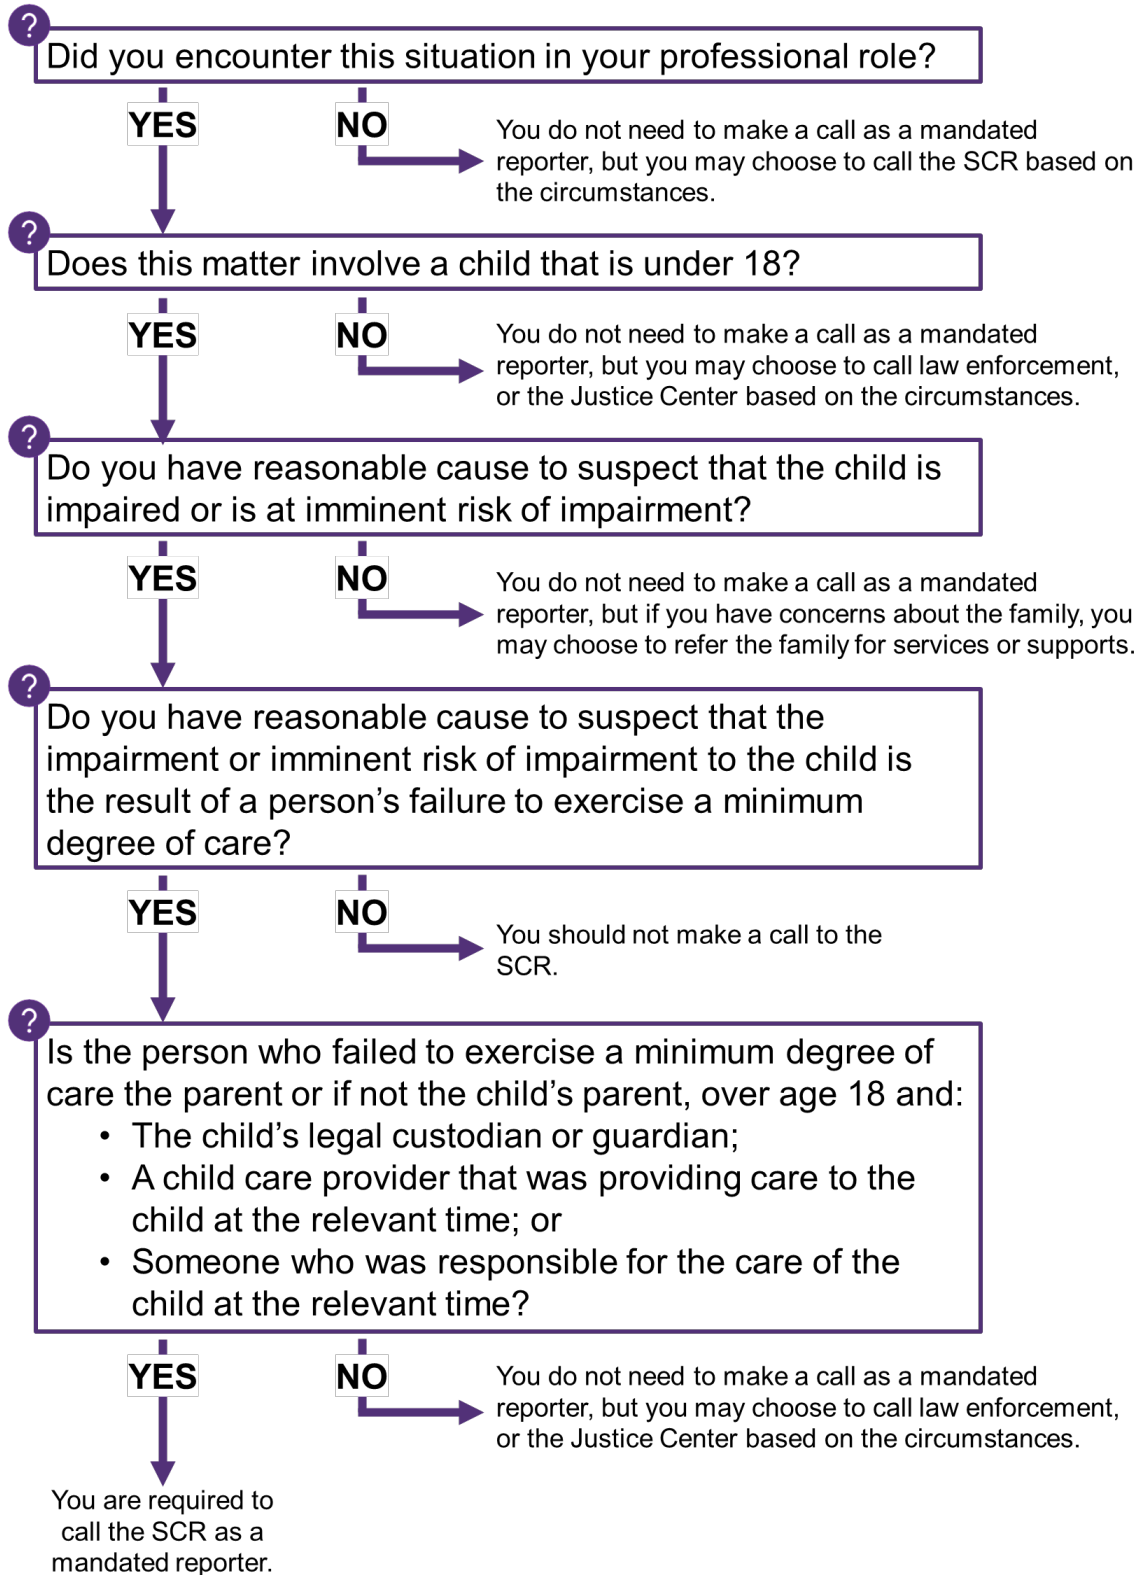 ?
Did you encounter this situation in your professional role?
YES
NO
You do not need to make a call as a mandated
reporter, but you may choose to call the SCR based on
the circumstances.
?
Does this matter involve a child that is under 18?
YES
NO
You do not need to make a call as a mandated
reporter, but you may choose to call law enforcement,
or the Justice Center based on the circumstances.
?
Do you have reasonable cause to suspect that the child is
impaired or is at imminent risk of impairment?
YES
NO
You do not need to make a call as a mandated
reporter, but if you have concerns about the family, you
may choose to refer the family for services or supports.
?
Do you have reasonable cause to suspect that the
impairment or imminent risk of impairment to the child is
the result of a person’s failure to exercise a minimum
degree of care?
YES
NO
You should not make a call to the
SCR.
?
Is the person who failed to exercise a minimum degree of
care the parent or if not the child’s parent, over age 18 and:
• The child’s legal custodian or guardian;
• A child care provider that was providing care to the
child at the relevant time; or
• Someone who was responsible for the care of the
child at the relevant time?
YES
NO
You do not need to make a call as a mandated
reporter, but you may choose to call law enforcement,
or the Justice Center based on the circumstances.
You are required to
call the SCR as a
mandated reporter.